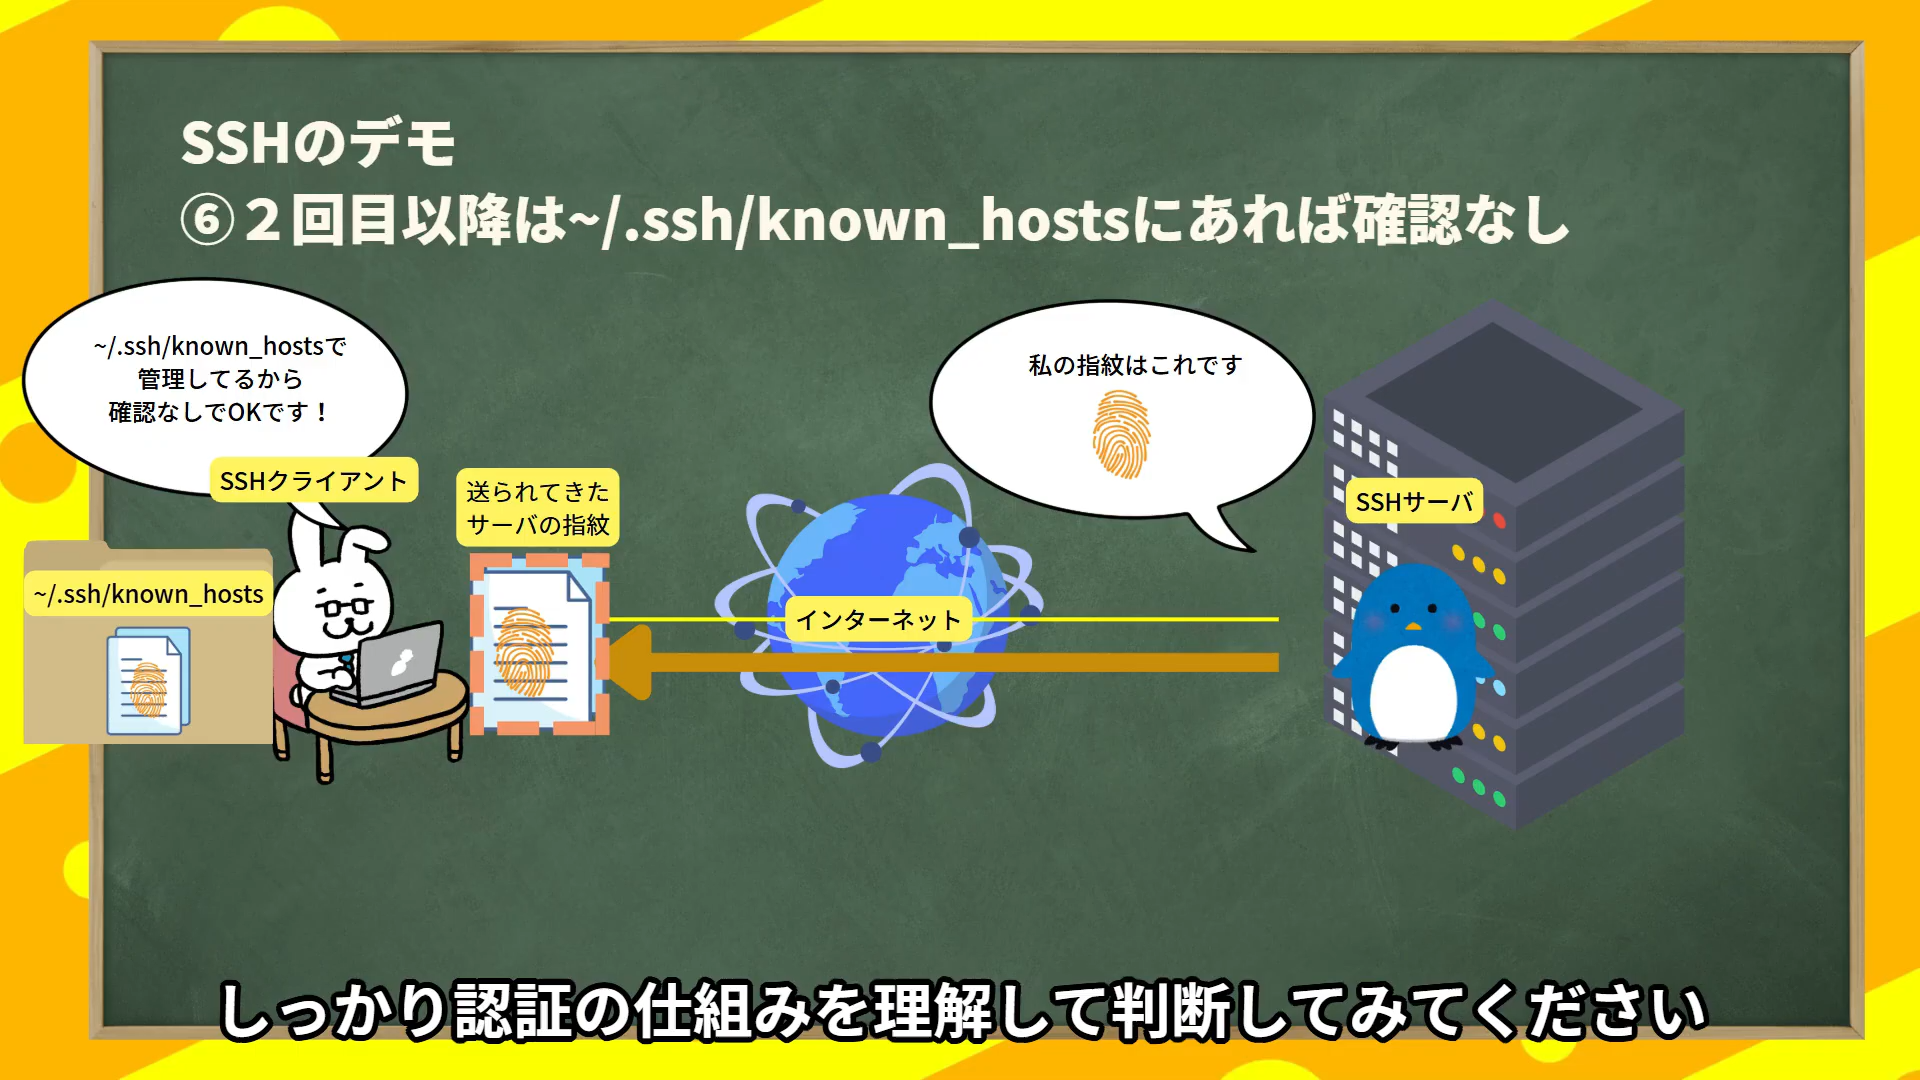 SSHのデモ
⑥２回目以降は~/.ssh/known_hostsにあれば確認なし
~/.ssh/known_hostsで
管理してるから
確認なしでOKです！
SSHクライアント
~/.ssh/known_hosts
送られてきた
サーバの指紋
インターネット
私の指紋はこれです
SSHサーバ
しっかり認証の仕組みを理解して判断してみてください